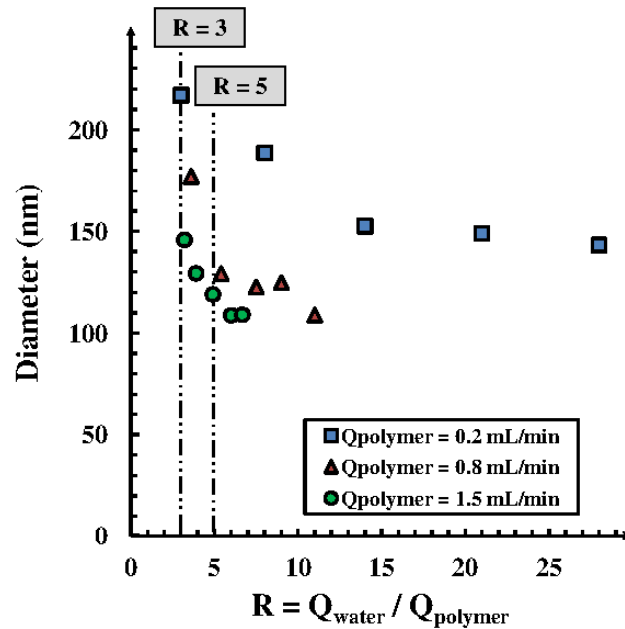 R = 3
R = 5
200
150
100
50
0
Diameter (nm)
Qpolymer = 0.2 mL/min
Qpolymer = 0.8 mL/min
Qpolymer = 1.5 mL/min
0 5 10 15 20 25
R = Qwater / Qpolymer